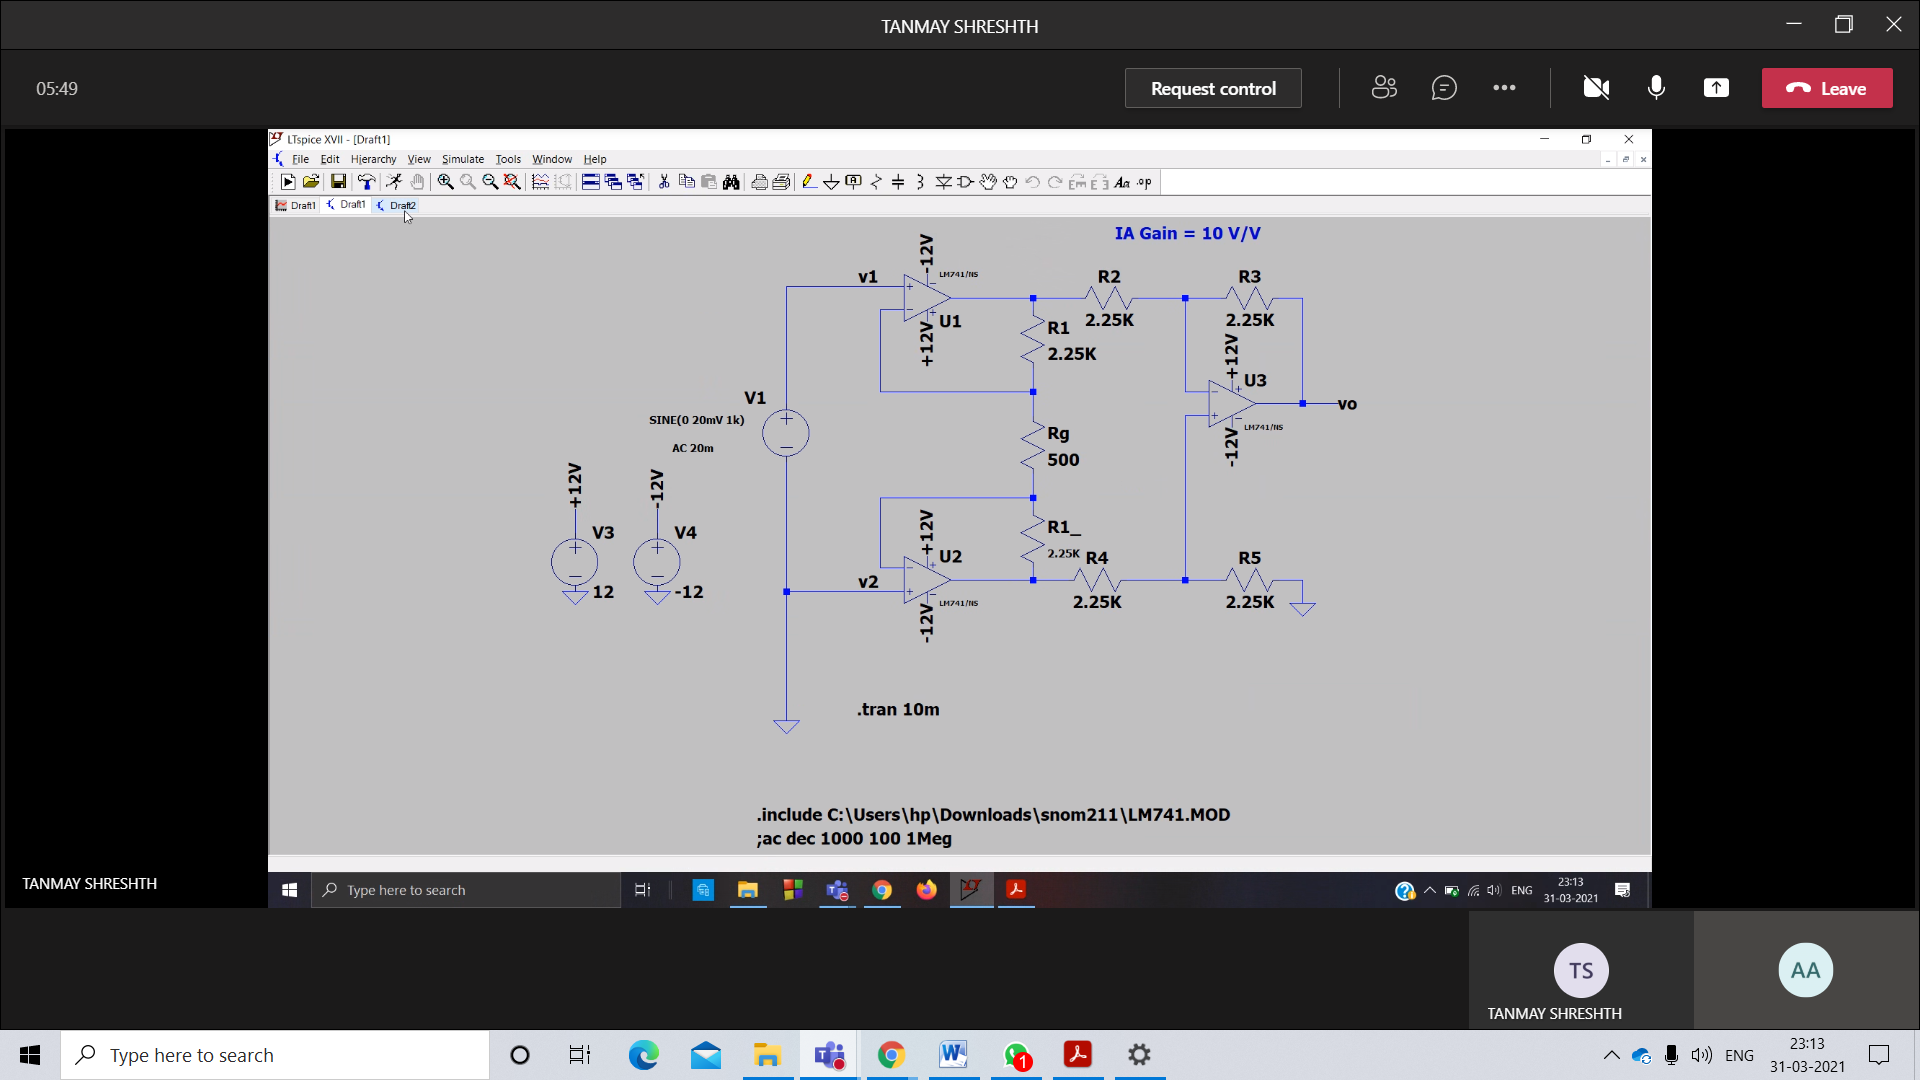 TANMAY SHRESHTH
05:49
Request control
Leave
LTspice XVII - [Draft1]
File Edit Hierarchy View Simulate Tools Window Help
Draft1 Draft1 Draft2
IA Gain = 10 V/V
-12V
LM741/NS
v1
U1
+12V
R2
2.25K
R3
2.25K
R1
2.25K
+12V
U3
vo
LM741/NS
-12V
V1
SINE(0 20mV 1k)
AC 20m
Rg
500
+12V
V3
12
-12V
V4
-12
+12V
U2
v2
LM741/NS
-12V
R1_
2.25K
R4
2.25K
R5
2.25K
.tran 10m
.include C:\Users\hp\Downloads\snom211\LM741.MOD
;ac dec 1000 100 1Meg
TANMAY SHRESHTH
Type here to search
ENG
23:13
31-03-2021
TS
TANMAY SHRESHTH
AA
Type here to search
1
ENG
23:13
31-03-2021